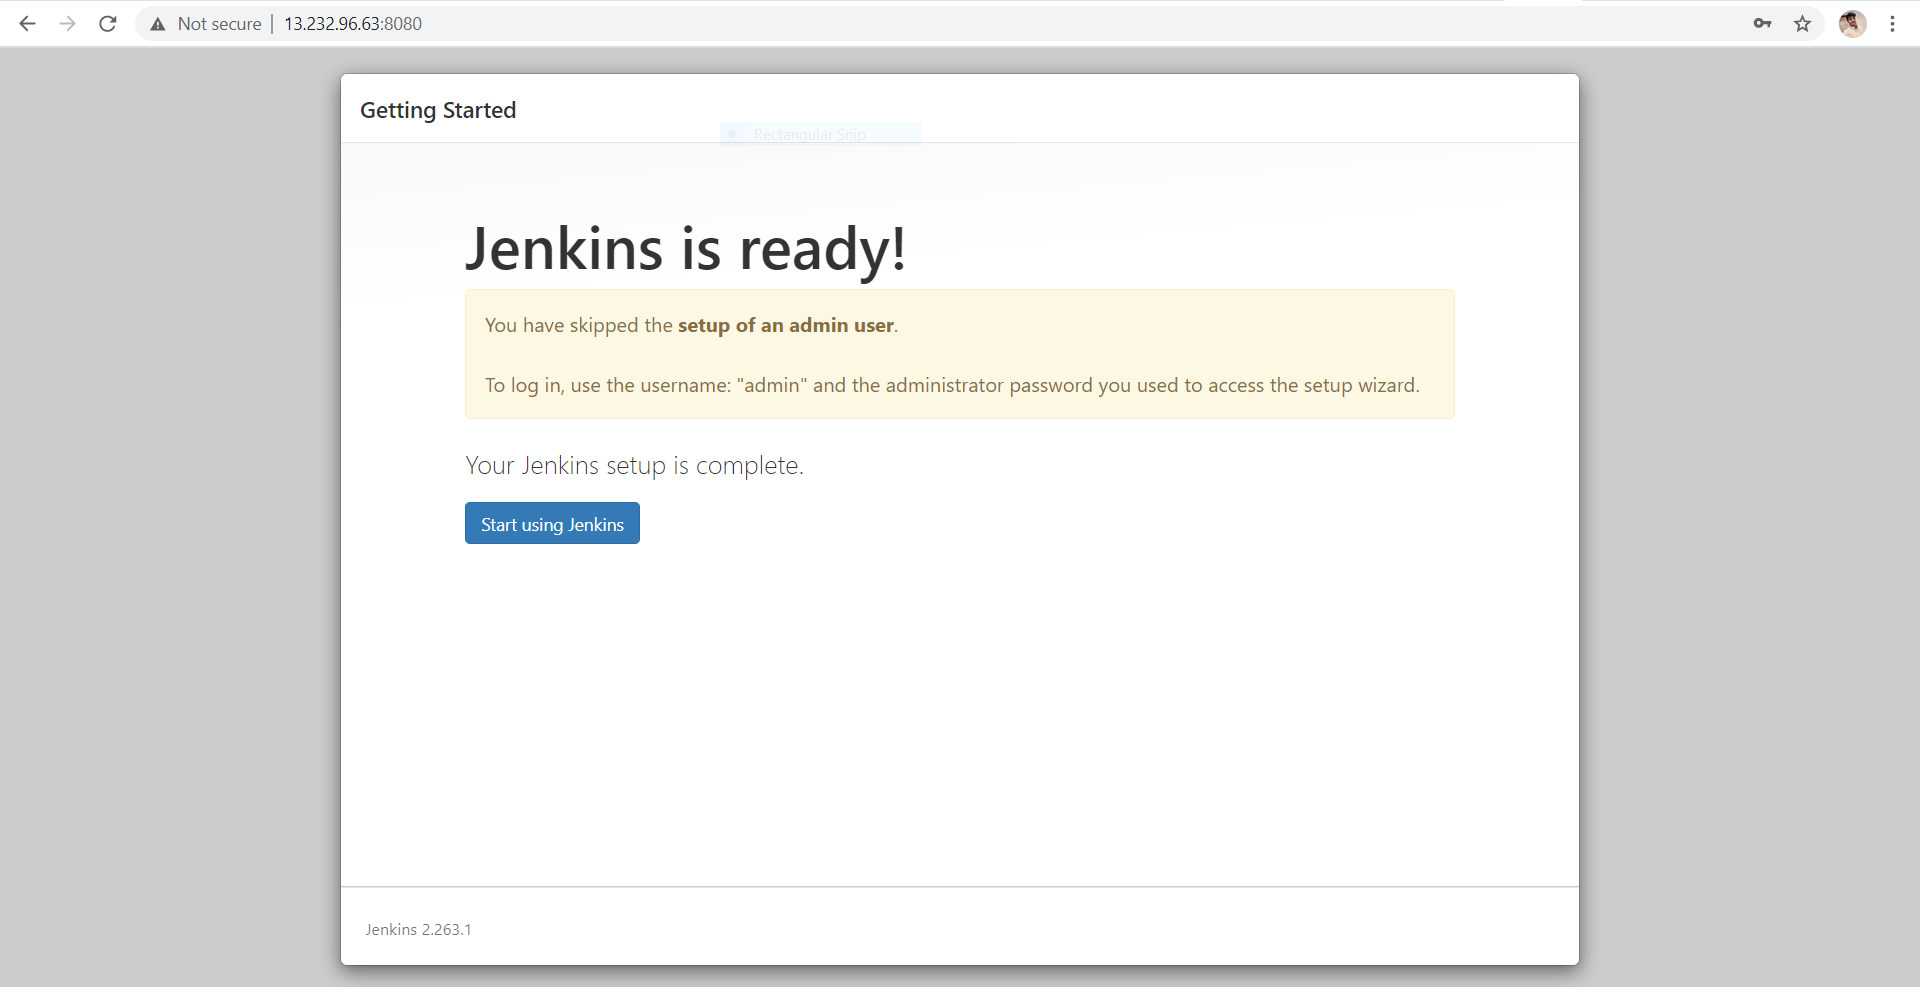 Not secure | 13.232.96.63:8080
Getting Started
Rectangular Snip
Jenkins is ready!
You have skipped the setup of an admin user.
To log in, use the username: "admin" and the administrator password you used to access the setup wizard.
Your Jenkins setup is complete.
Start using Jenkins
Jenkins 2.263.1